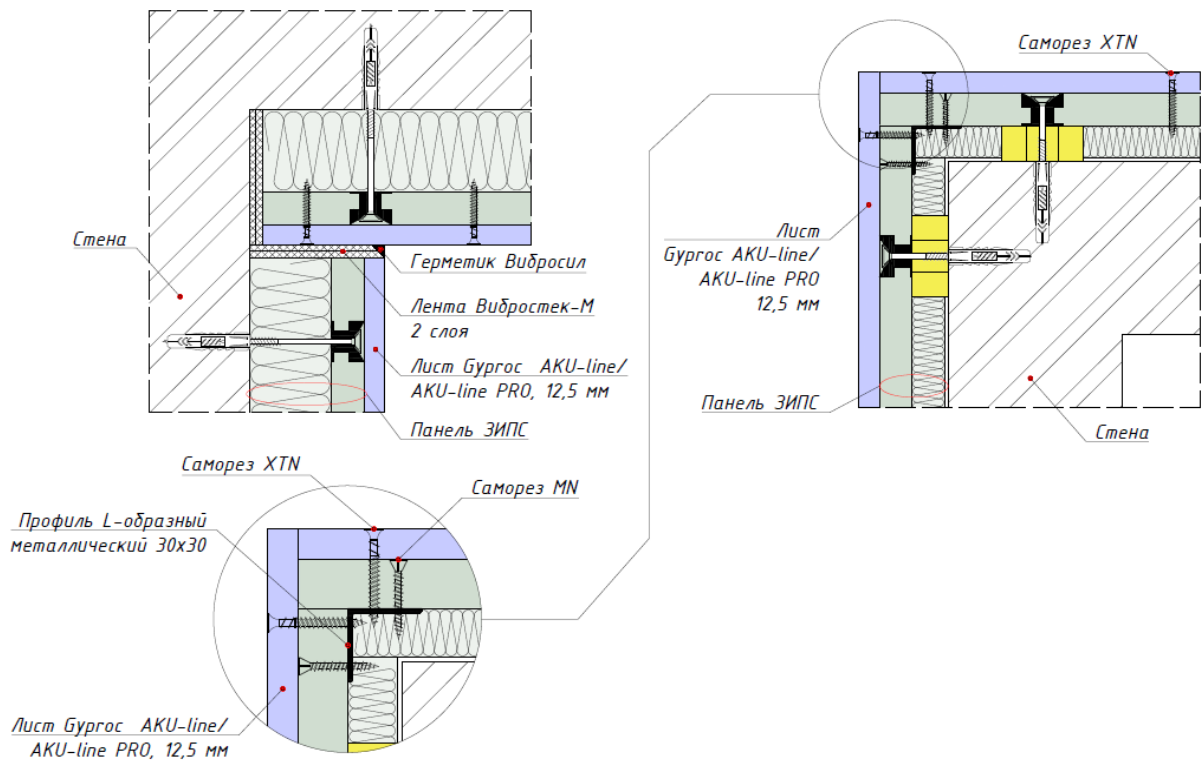 Саморез XTN
Стена
Герметик Вибросил
Лента Вибростек-М
2 слоя
Лист Gyproc AKU-line/
AKU-line PRO, 12,5 мм
Панель ЗИПС
Лист
Gyproc AKU-line/
AKU-line PRO
12,5 мм
Панель ЗИПС
Стена
Саморез XTN
Саморез MN
Профиль L-образный
металлический 30x30
Лист Gyproc AKU-line/
AKU-line PRO, 12,5 мм